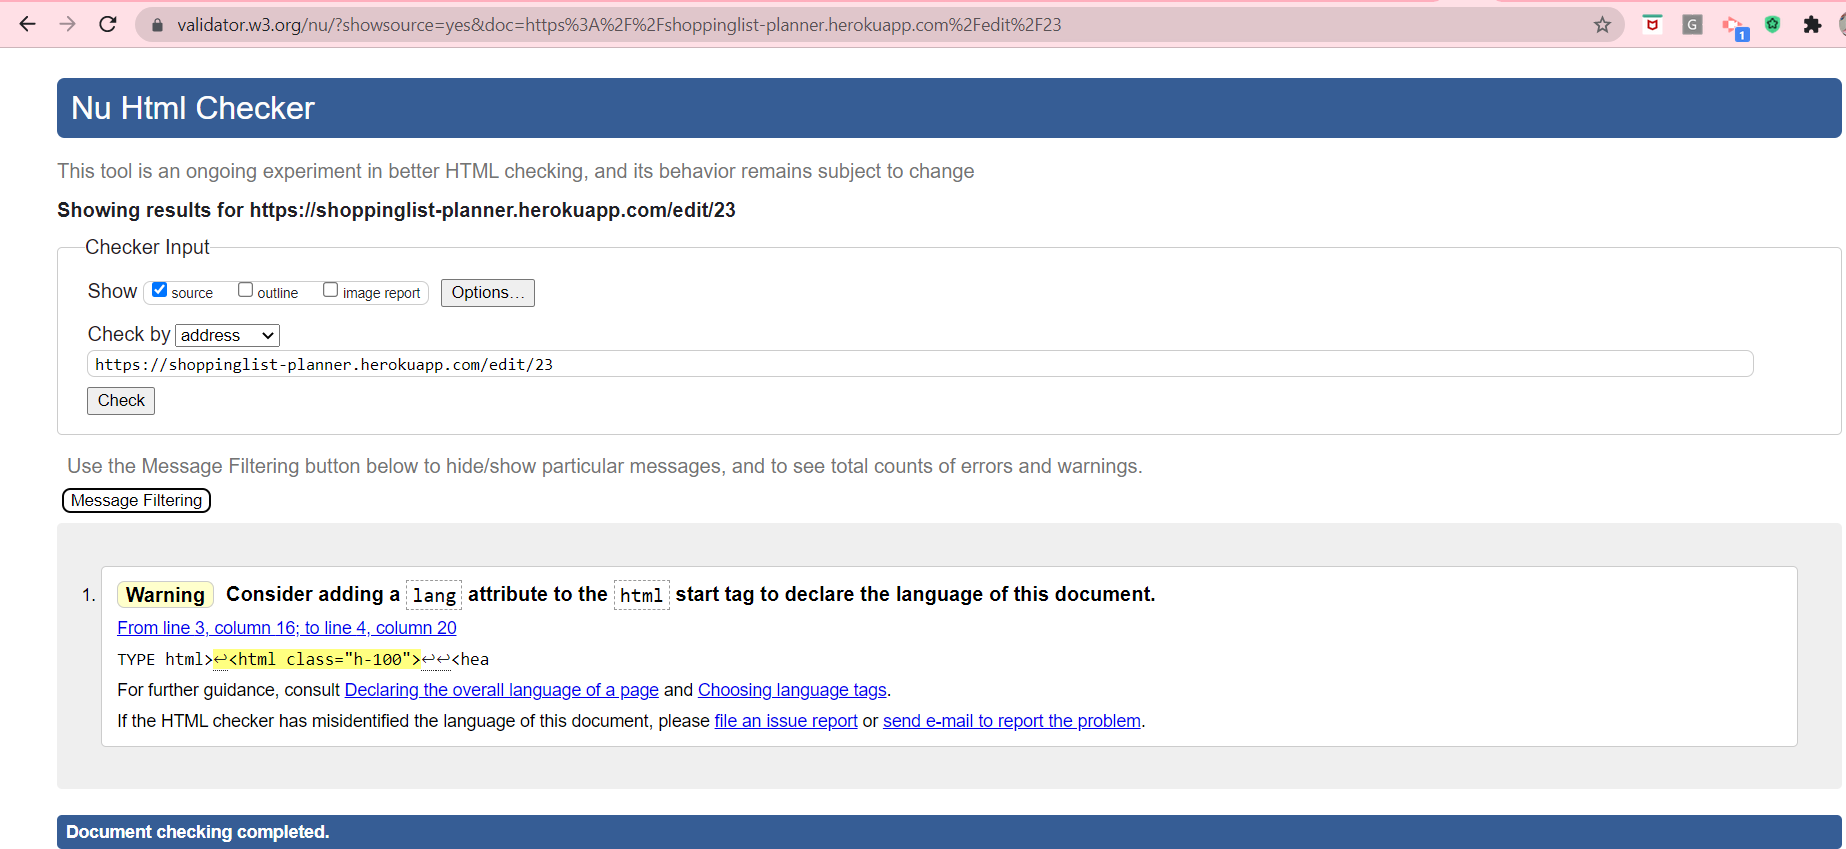 validator.w3.org/nu/?showsource=yes&doc=https%3A%2F%2Fshoppinglist-planner.herokuapp.com%2Fedit%2F23
G
1
Nu Html Checker
This tool is an ongoing experiment in better HTML checking, and its behavior remains subject to change
Showing results for https://shoppinglist-planner.herokuapp.com/edit/23
Checker Input
Show source outline image report Options...
Check by address
https://shoppinglist-planner.herokuapp.com/edit/23
Check
Use the Message Filtering button below to hide/show particular messages, and to see total counts of errors and warnings.
Message Filtering
1. Warning Consider adding a lang attribute to the html start tag to declare the language of this document.
From line 3, column 16; to line 4, column 20
TYPE html>↩<html class="h-100">↩↩<hea
For further guidance, consult Declaring the overall language of a page and Choosing language tags.
If the HTML checker has misidentified the language of this document, please file an issue report or send e-mail to report the problem.
Document checking completed.